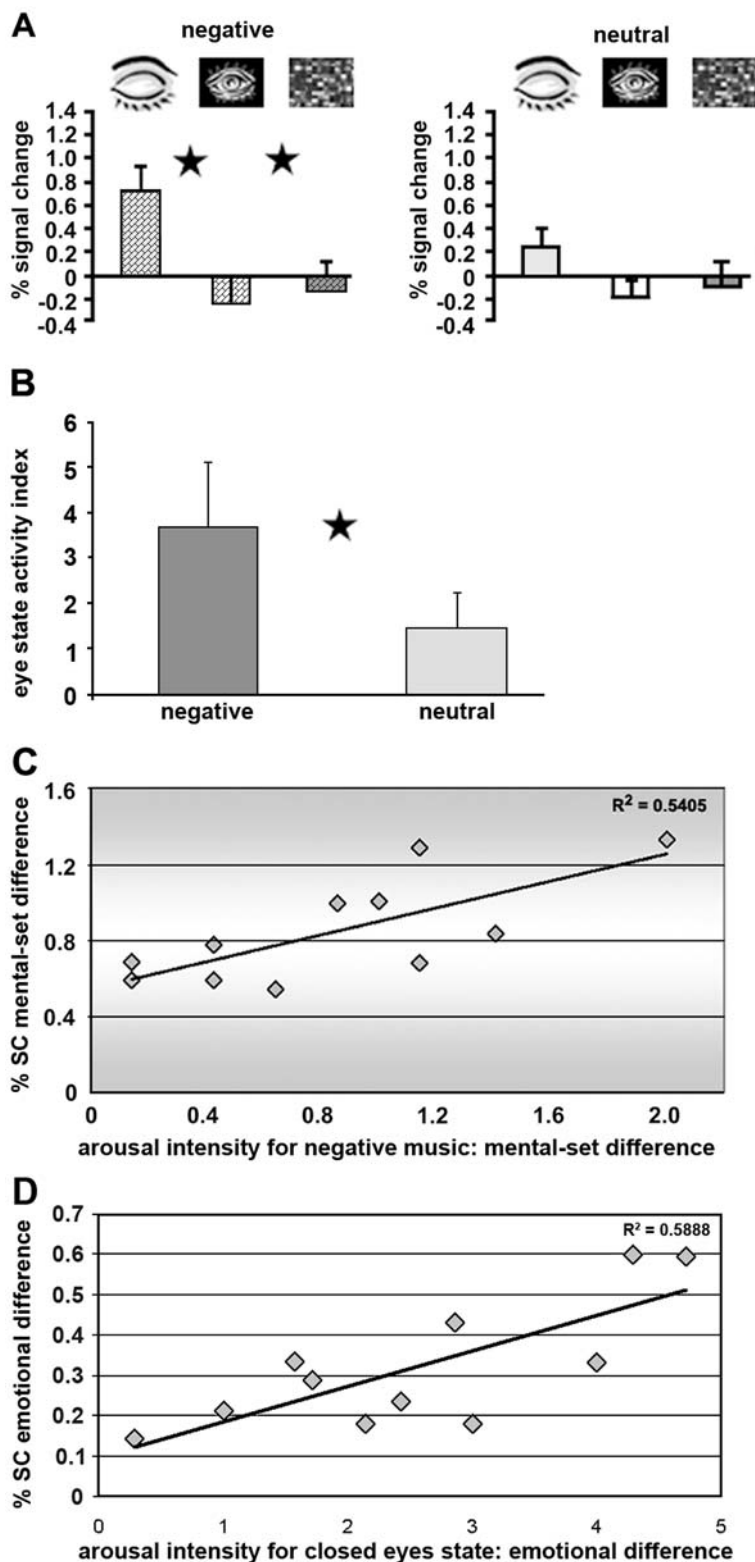 A
negative
neutral
% signal change
1.4
1.2
1.0
0.8
0.6
0.4
0.2
0
-0.2
-0.4
% signal change
1.4
1.2
1.0
0.8
0.6
0.4
0.2
0
-0.2
-0.4
B
eye state activity index
6
5
4
3
2
1
0
negative
neutral
C
% SC mental-set difference
1.6
1.2
0.8
0.4
0
R² = 0.5405
0 0.4 0.8 1.2 1.6 2.0
arousal intensity for negative music: mental-set difference
D
% SC emotional difference
0.7
0.6
0.5
0.4
0.3
0.2
0.1
0
R² = 0.5888
0 1 2 3 4 5
arousal intensity for closed eyes state: emotional difference